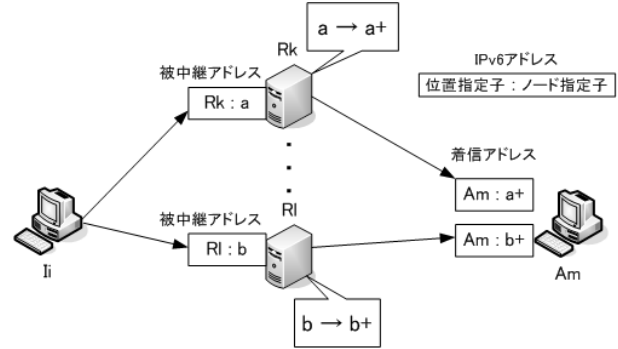 a → a+
Rk
IPv6アドレス
位置指定子：ノード指定子
被中継アドレス
Rk : a
着信アドレス
Am : a+
被中継アドレス
Rl
Rl : b
Am : b+
Ii
Am
b → b+